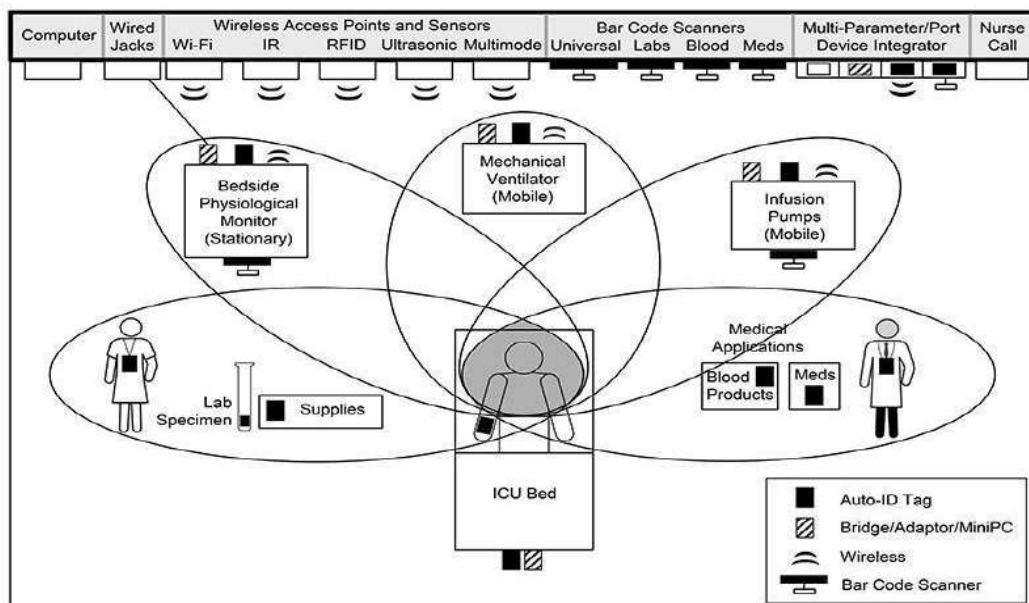 Computer
Wired
Jacks
Wireless Access Points and Sensors
Wi-Fi IR RFID Ultrasonic Multimode
Bar Code Scanners
Universal Labs Blood Meds
Multi-Parameter/Port
Device Integrator
Nurse
Call
Bedside
Physiological
Monitor
(Stationary)
Mechanical
Ventilator
(Mobile)
Infusion
Pumps
(Mobile)
Lab
Specimen
Supplies
Medical
Applications
Blood
Products
Meds
ICU Bed
Auto-ID Tag
Bridge/Adaptor/MiniPC
Wireless
Bar Code Scanner